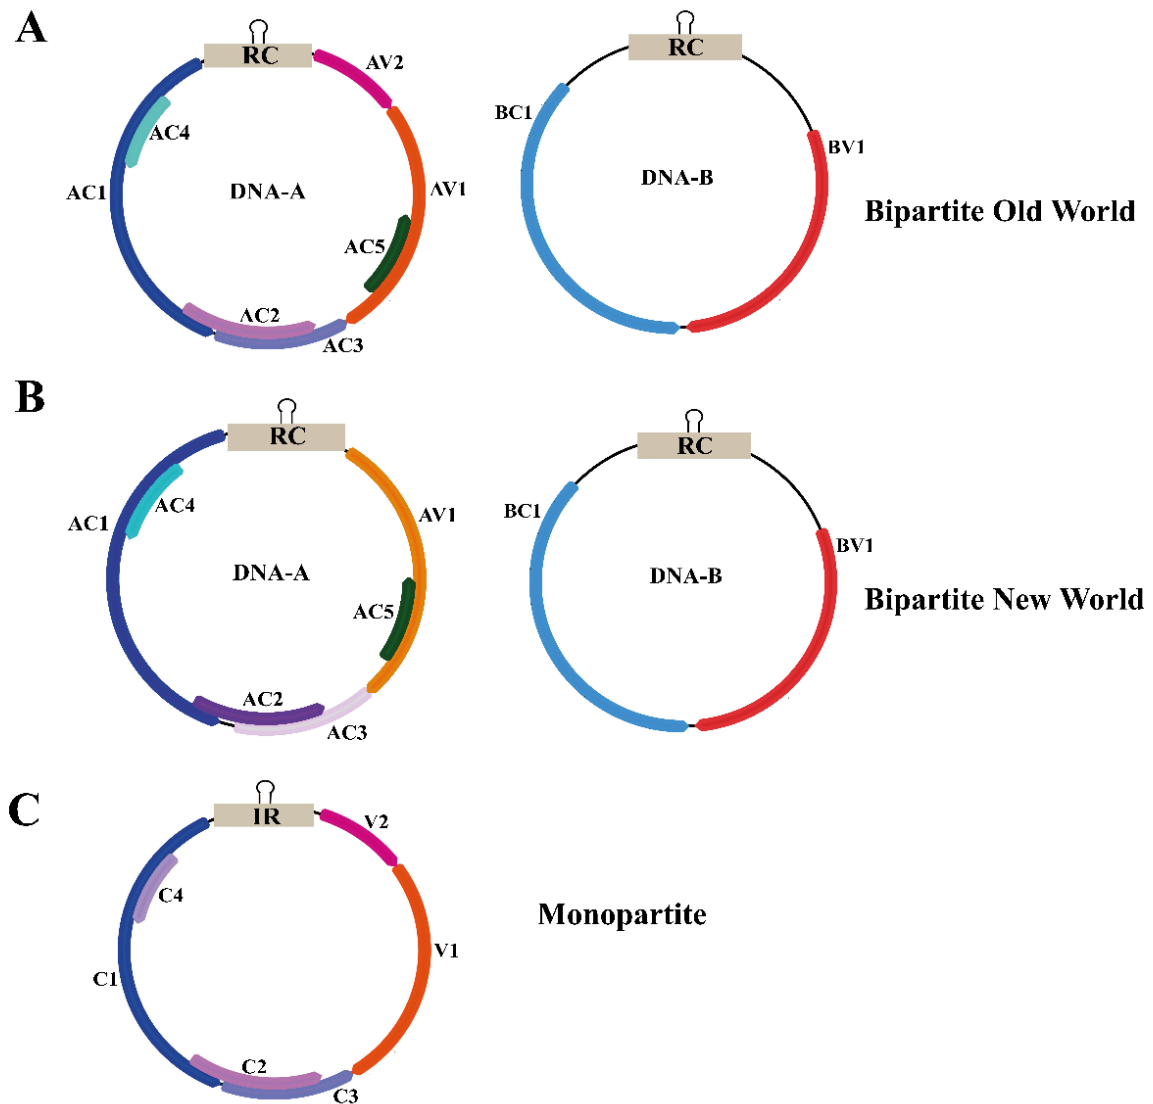 A
RC
AV2
AC4
AC1
DNA-A
AV1
AC5
AC2
AC3
RC
BC1
BV1
DNA-B
Bipartite Old World
B
RC
AC4
AC1
AV1
DNA-A
AC5
AC2
AC3
RC
BC1
BV1
DNA-B
Bipartite New World
C
IR
V2
C4
V1
C1
C2
C3
Monopartite